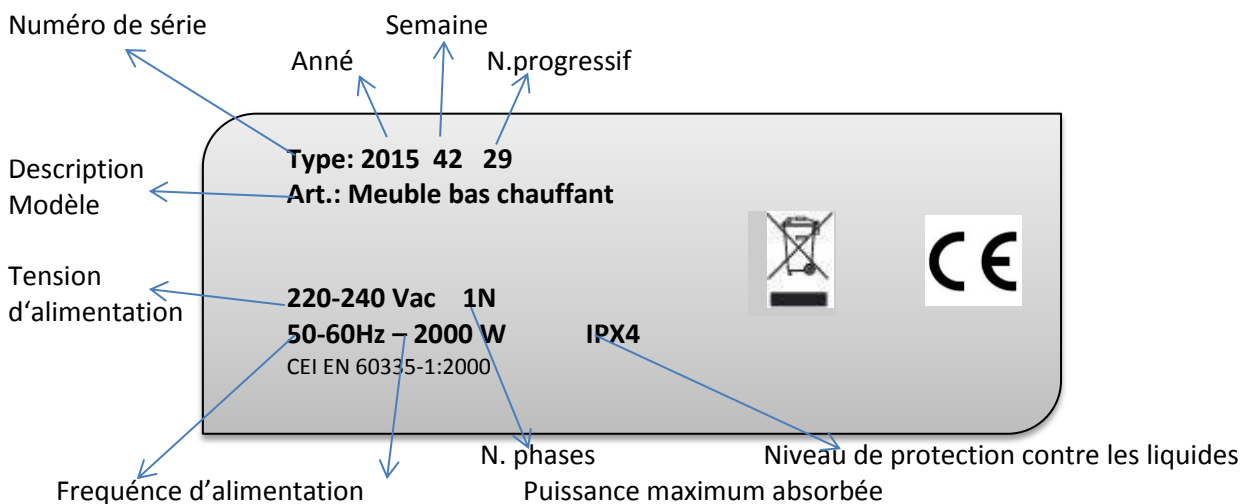 Numéro de série
Semaine
Anné
N.progressif
Type: 2015 42 29
Description
Modèle
Art.: Meuble bas chauffant
CE
Tension
d‘alimentation
220-240 Vac 1N
50-60Hz – 2000 W IPX4
CEI EN 60335-1:2000
N. phases
Niveau de protection contre les liquides
Frequénce d’alimentation
Puissance maximum absorbée